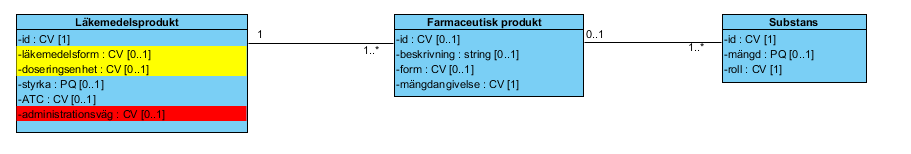 Läkemedelsprodukt
-id : CV [1]
-läkemedelsform : CV [0..1]
-doseringsenhet : CV [0..1]
-styrka : PQ [0..1]
-ATC : CV [0..1]
-administrationsväg : CV [0..1]
1
1..*
Farmaceutisk produkt
-id : CV [0..1]
-beskrivning : string [0..1]
-form : CV [0..1]
-mängdangivelse : CV [1]
0..1
1..*
Substans
-id : CV [1]
-mängd : PQ [0..1]
-roll : CV [1]